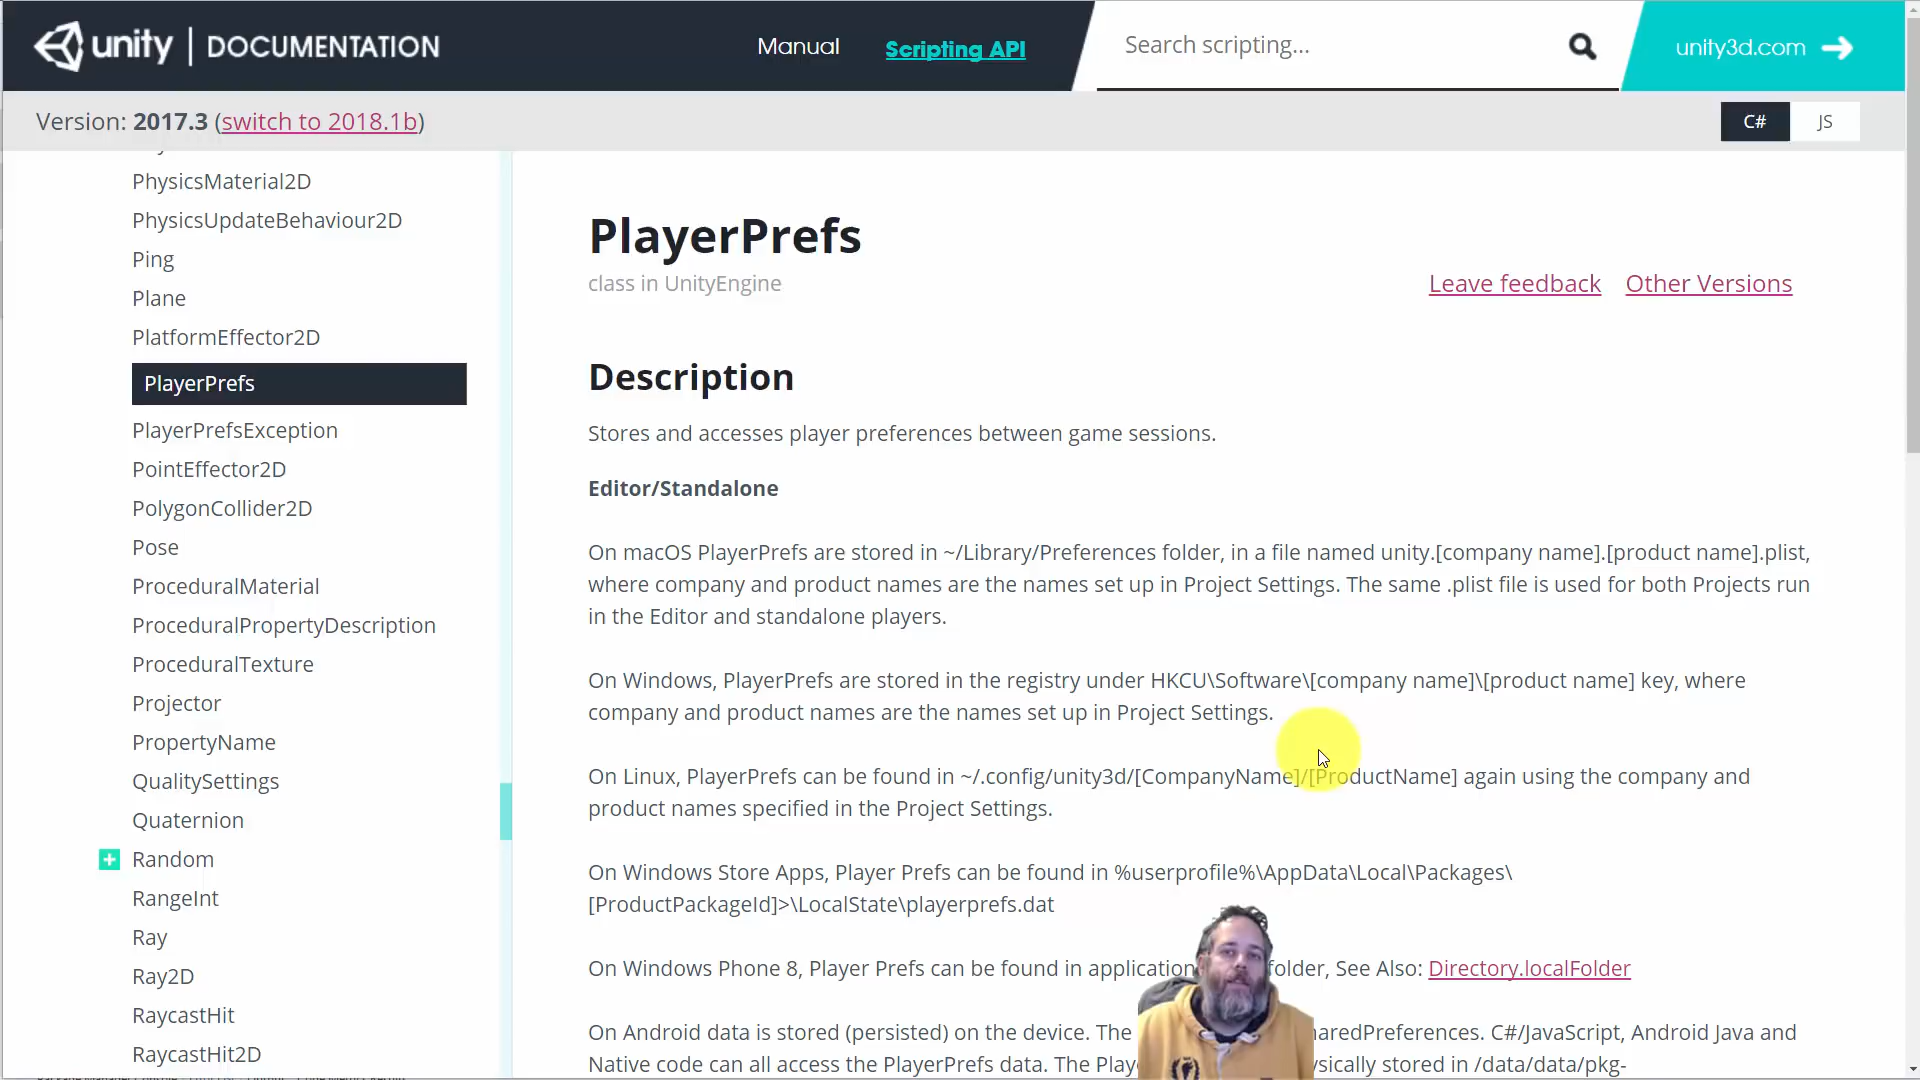 unity | DOCUMENTATION
Manual
Scripting API
Search scripting...
unity3d.com
Version: 2017.3 (switch to 2018.1b)
C#
JS
PhysicsMaterial2D
PhysicsUpdateBehaviour2D
Ping
Plane
PlatformEffector2D
PlayerPrefs
PlayerPrefsException
PointEffector2D
PolygonCollider2D
Pose
ProceduralMaterial
ProceduralPropertyDescription
ProceduralTexture
Projector
PropertyName
QualitySettings
Quaternion
Random
RangeInt
Ray
Ray2D
RaycastHit
RaycastHit2D
PlayerPrefs
class in UnityEngine
Leave feedback
Other Versions
Description
Stores and accesses player preferences between game sessions.
Editor/Standalone
On macOS PlayerPrefs are stored in ~/Library/Preferences folder, in a file named unity.[company name].[product name].plist,
where company and product names are the names set up in Project Settings. The same .plist file is used for both Projects run
in the Editor and standalone players.
On Windows, PlayerPrefs are stored in the registry under HKCU\Software\[company name]\[product name] key, where
company and product names are the names set up in Project Settings.
On Linux, PlayerPrefs can be found in ~/.config/unity3d/[CompanyName]/[ProductName] again using the company and
product names specified in the Project Settings.
On Windows Store Apps, Player Prefs can be found in %userprofile%\AppData\Local\Packages\
[ProductPackageId]>\LocalState\playerprefs.dat
On Windows Phone 8, Player Prefs can be found in application folder, See Also: Directory.localFolder
On Android data is stored (persisted) on the device. The aredPreferences. C#/JavaScript, Android Java and
Native code can all access the PlayerPrefs data. The Play ysically stored in /data/data/pkg-